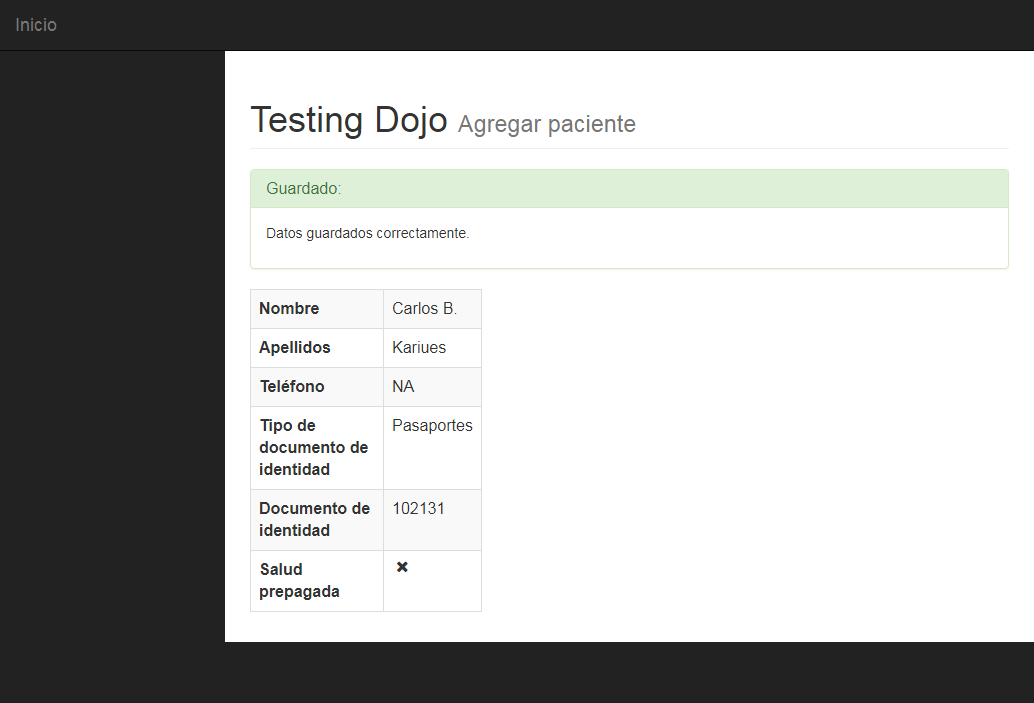 Inicio
Testing Dojo Agregar paciente
Guardado:
Datos guardados correctamente.
Nombre Carlos B.
Apellidos Kariues
Teléfono NA
Tipo de Pasaportes
documento de
identidad
Documento de 102131
identidad
Salud
prepagada